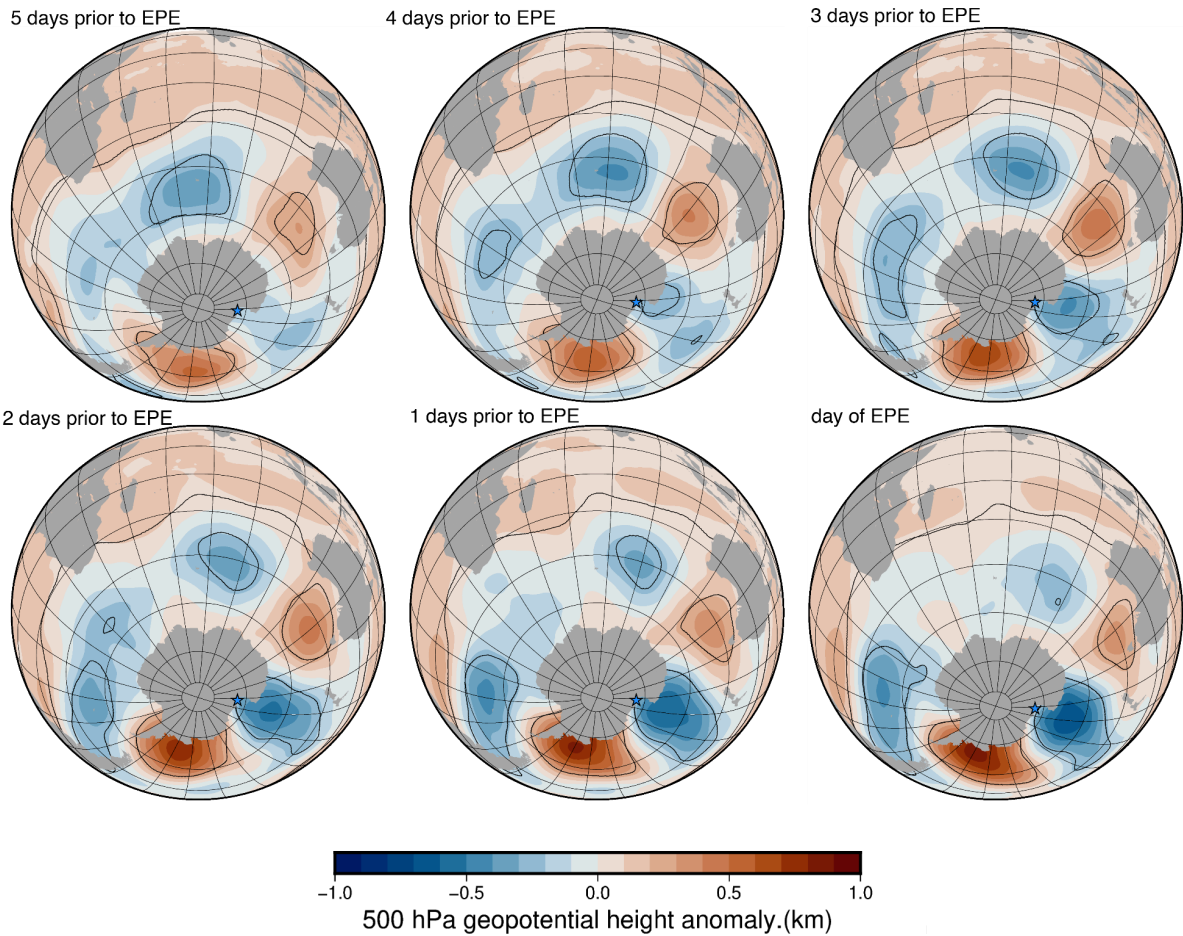 5 days prior to EPE
4 days prior to EPE
3 days prior to EPE
2 days prior to EPE
1 days prior to EPE
day of EPE
−1.0 −0.5 0.0 0.5 1.0
500 hPa geopotential height anomaly.(km)